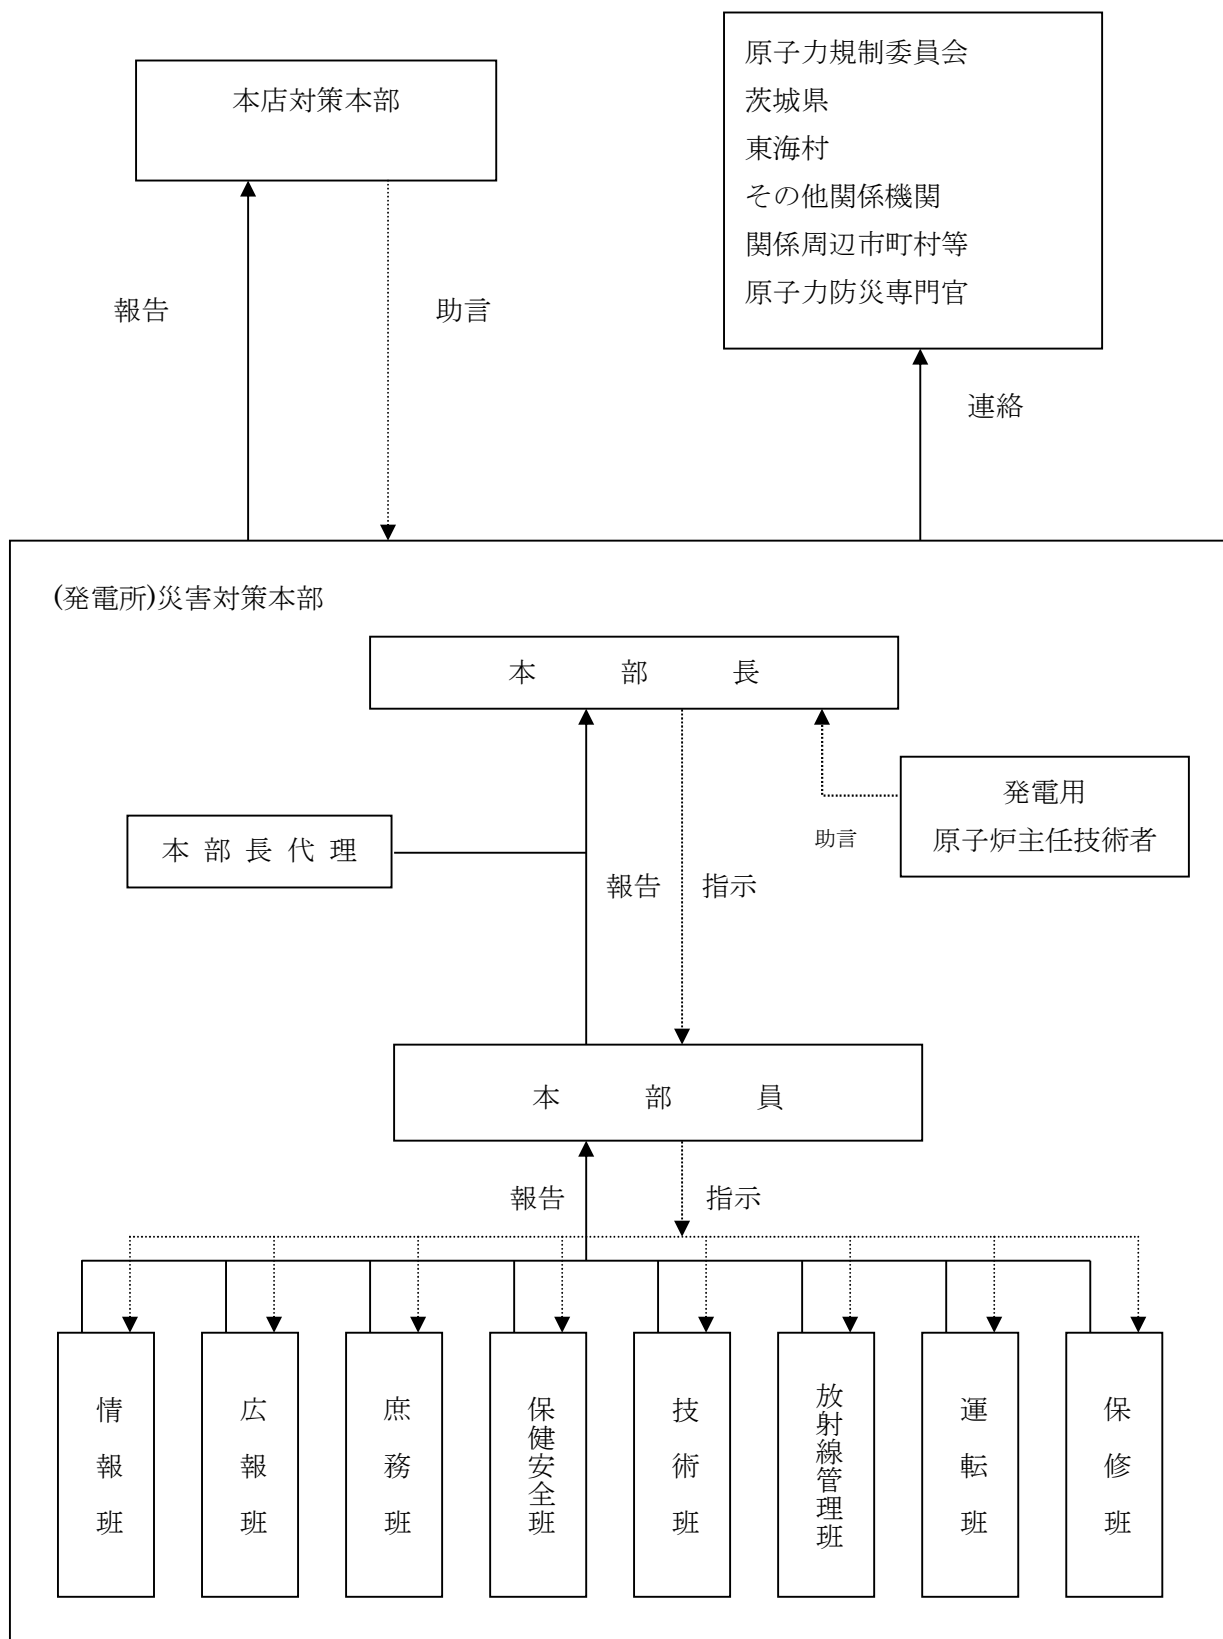 本店対策本部
原子力規制委員会
茨城県
東海村
その他関係機関
関係周辺市町村等
原子力防災専門官
報告
助言
連絡
(発電所)災害対策本部
本部長
発電用
原子炉主任技術者
助言
本部長代理
報告
指示
本部員
報告
指示
情報班
広報班
庶務班
保健安全班
技術班
放射線管理班
運転班
保修班